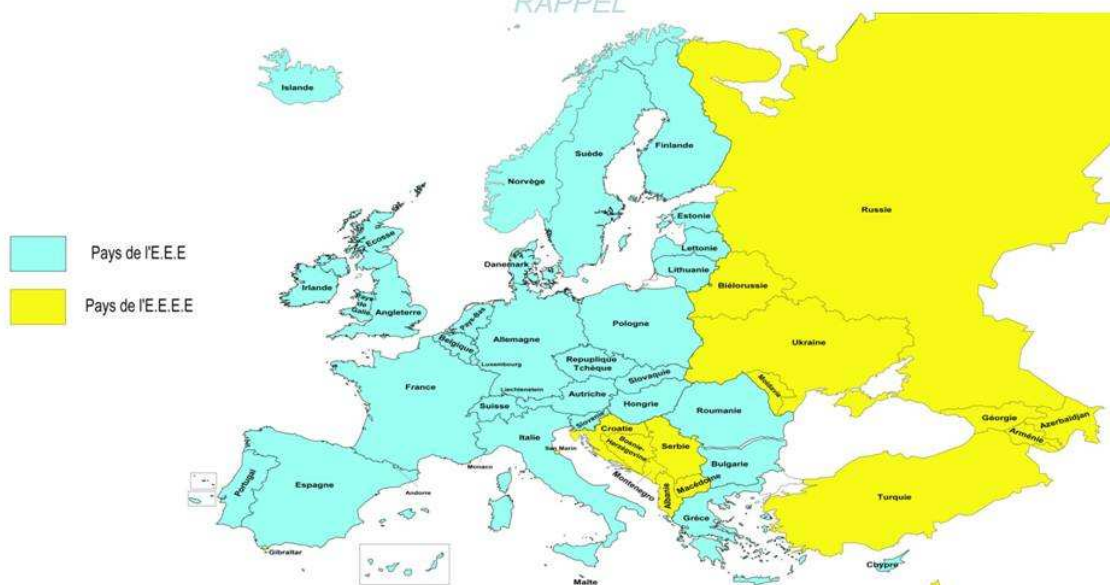 RAPPEL
Islande
Finlande
Suède
Norvège
Russie
Estonie
Ecosse
Lettonie
Pays de l'E.E.E
Danemark
Lithuanie
Biélorussie
Irlande
Pays de l'E.E.E.E
Pays
de
Galle
Angleterre
Pays-Bas
Pologne
Belgique
Allemagne
Ukraine
Luxembourg
Republique
Tchèque
Slovaquie
Moldavie
France
Liechtenstein
Autriche
Hongrie
Suisse
Slovenie
Roumanie
Croatie
Géorgie
Azerbaïdjan
Arménie
Italie
Bosnie-
Herzégovine
Serbie
San Marin
Bulgarie
Monaco
Montenegro
Macédoine
Portugal
Espagne
Andorre
Albanie
Turquie
Grèce
Gibraltar
Chypre
Malte